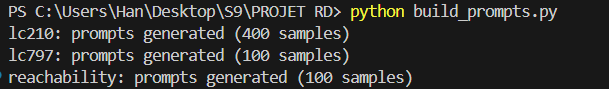 PS C:\Users\Han\Desktop\S9\PROJET RD> python build_prompts.py
lc210: prompts generated (400 samples)
lc797: prompts generated (100 samples)
reachability: prompts generated (100 samples)